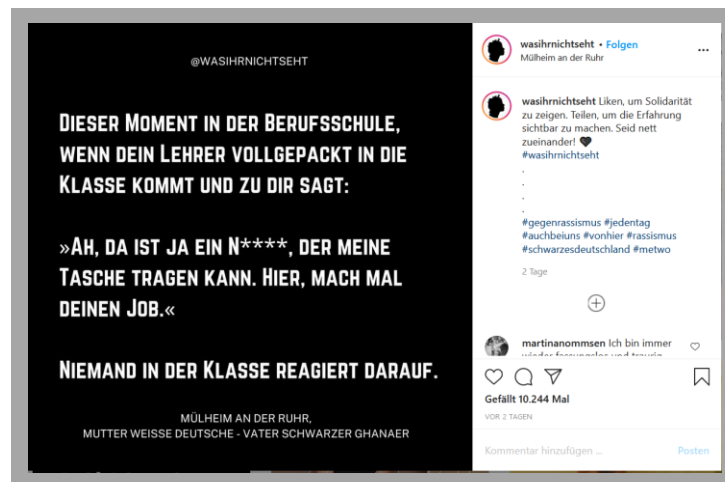 @WASIHRNICHTSEHT
DIESER MOMENT IN DER BERUFSSCHULE,
WENN DEIN LEHRER VOLLGEPACKT IN DIE
KLASSE KOMMT UND ZU DIR SAGT:
»AH, DA IST JA EIN N****, DER MEINE
TASCHE TRAGEN KANN. HIER, MACH MAL
DEINEN JOB.«
NIEMAND IN DER KLASSE REAGIERT DARAUF.
MÜLHEIM AN DER RUHR,
MUTTER WEISSE DEUTSCHE - VATER SCHWARZER GHANAER
wasihrnichtseht • Folgen
Mülheim an der Ruhr
wasihrnichtseht Liken, um Solidarität
zu zeigen. Teilen, um die Erfahrung
sichtbar zu machen. Seid nett
zueinander! 🖤
#wasihrnichtseht
.
.
.
.
#gegenrassismus #jedentag
#auchbeiuns #vonhier #rassismus
#schwarzesdeutschland #metwo
2 Tage
martinanommsen Ich bin immer
wieder fassungslos und traurig
Gefällt 10.244 Mal
VOR 2 TAGEN
Kommentar hinzufügen ... Posten